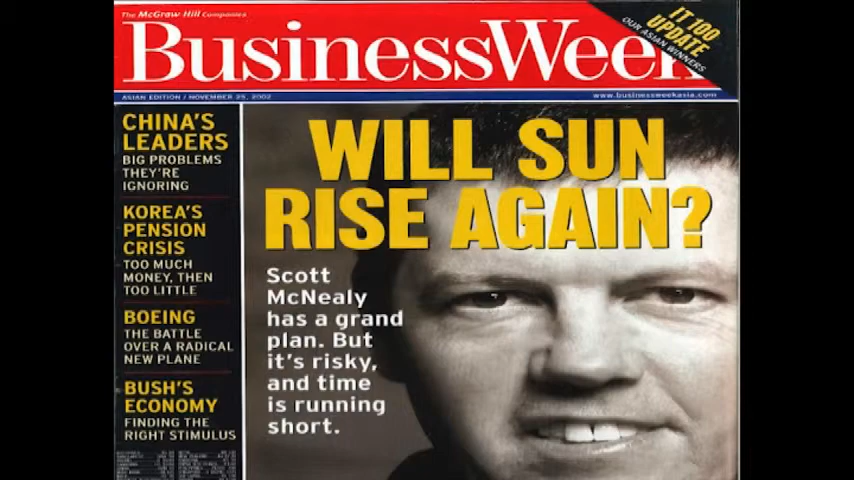 The McGraw Hill Companies
BusinessWeek
IT 100
UPDATE
OUR ASIAN WINNERS
ASIAN EDITION / NOVEMBER 25, 2002
www.businessweekasia.com
CHINA'S
LEADERS
BIG PROBLEMS
THEY'RE
IGNORING
KOREA'S
PENSION
CRISIS
TOO MUCH
MONEY, THEN
TOO LITTLE
BOEING
THE BATTLE
OVER A RADICAL
NEW PLANE
BUSH'S
ECONOMY
FINDING THE
RIGHT STIMULUS
WILL SUN
RISE AGAIN?
Scott
McNealy
has a grand
plan. But
it's risky,
and time
is running
short.